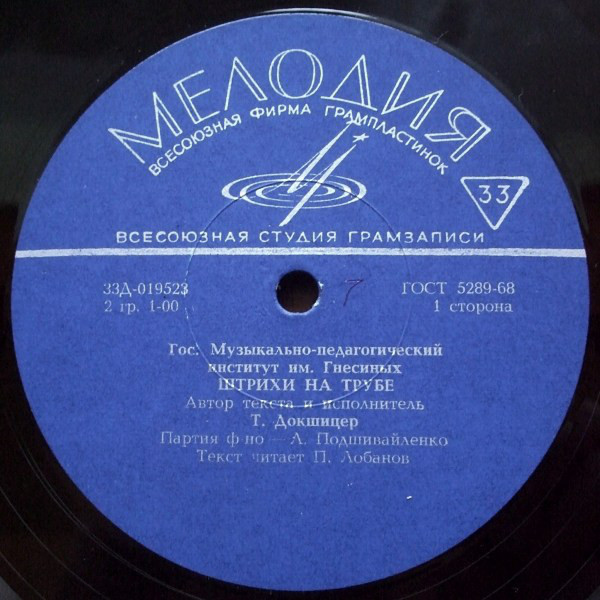 МЕЛОДИЯ
ВСЕСОЮЗНАЯ ФИРМА ГРАМПЛАСТИНОК
33
ВСЕСОЮЗНАЯ СТУДИЯ ГРАМЗАПИСИ
33Д-019523 ГОСТ 5289-68
2 гр. 1-00 7 1 сторона
Гос. Музыкально-педагогический
институт им. Гнесиных
ШТРИХИ НА ТРУБЕ
Автор текста и исполнитель
Т. Докшицер
Партия ф-но — А. Подшивайленко
Текст читает П. Лобанов